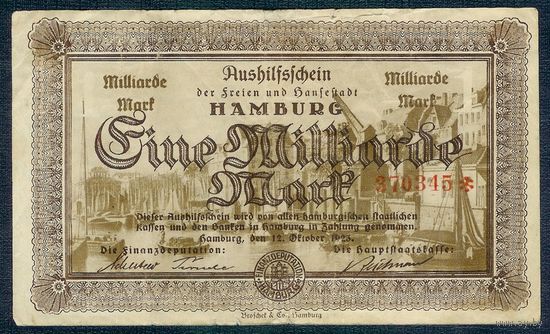 Aushilfsschein
der Freien und Hansestadt
HAMBURG
Milliarde
Mark
Milliarde
Mark
Eine Milliarde
Mark
370345 *
Dieser Aushilfsschein wird von allen hamburgischen staatlichen
Kassen und den Banken in Hamburg in Zahlung genommen.
Hamburg, den 12. Oktober 1923.
Die Finanzdeputation:
Die Hauptstaatskasse:
FINANZDEPUTATION
HAMBURG
Broschek & Co., Hamburg